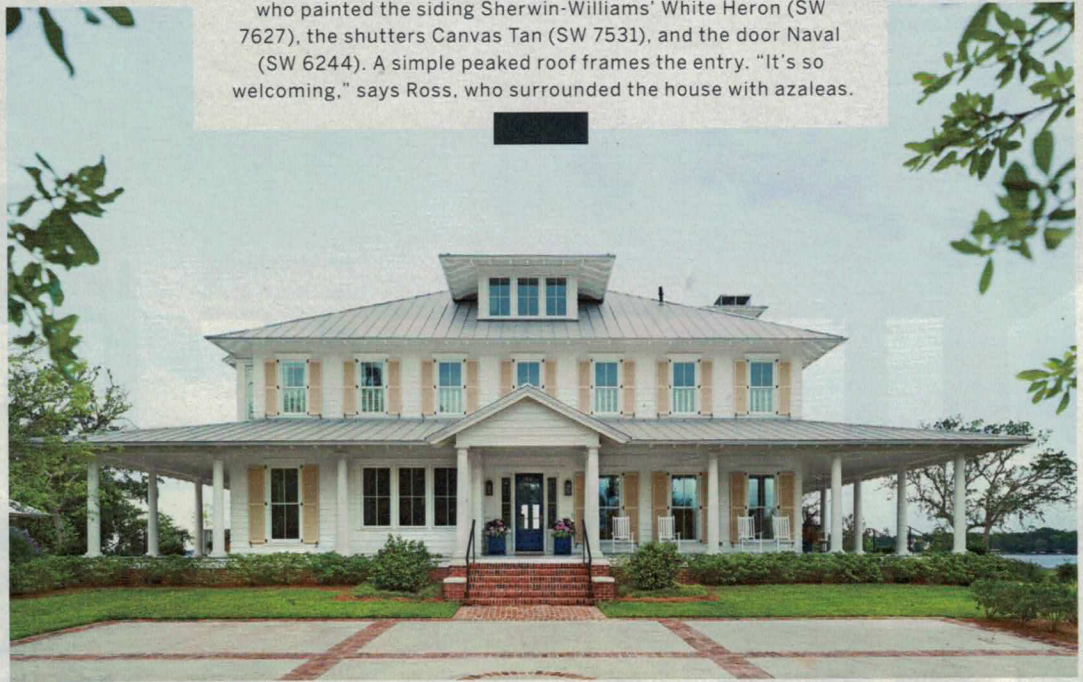 who painted the siding Sherwin-Williams’ White Heron (SW
7627), the shutters Canvas Tan (SW 7531), and the door Naval
(SW 6244). A simple peaked roof frames the entry. “It’s so
welcoming,” says Ross, who surrounded the house with azaleas.